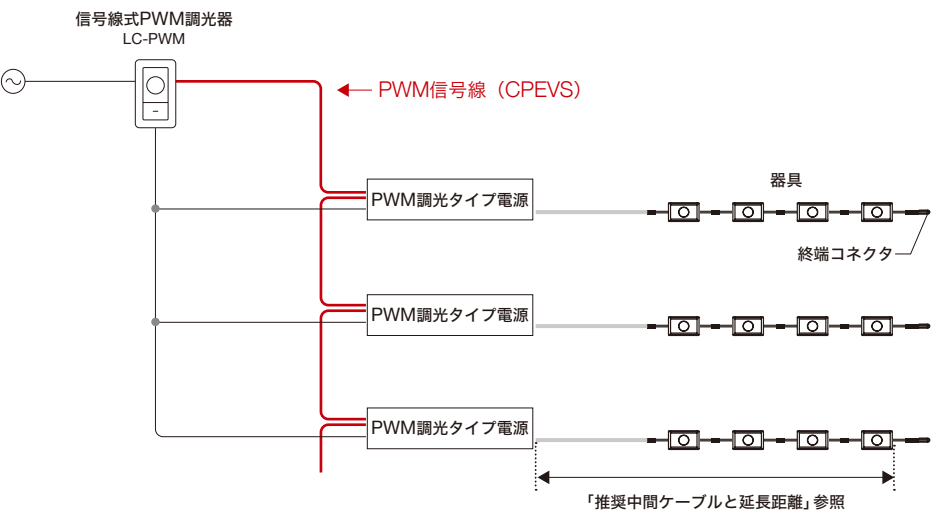 信号線式PWM調光器
LC-PWM
PWM信号線（CPEVS）
PWM調光タイプ電源
器具
終端コネクタ
PWM調光タイプ電源
PWM調光タイプ電源
「推奨中間ケーブルと延長距離」参照